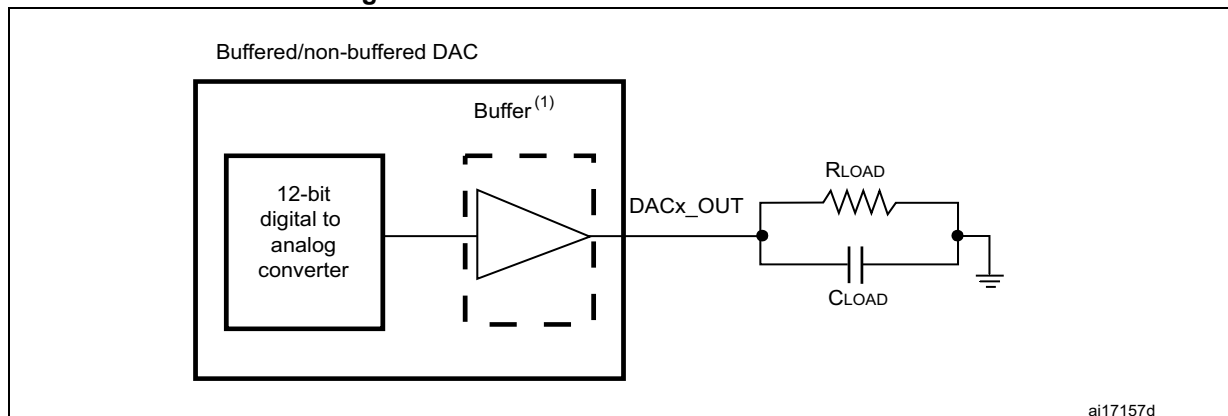 Buffered/non-buffered DAC
Buffer(1)
12-bit
digital to
analog
converter
DACx_OUT
RLOAD
CLOAD
ai17157d